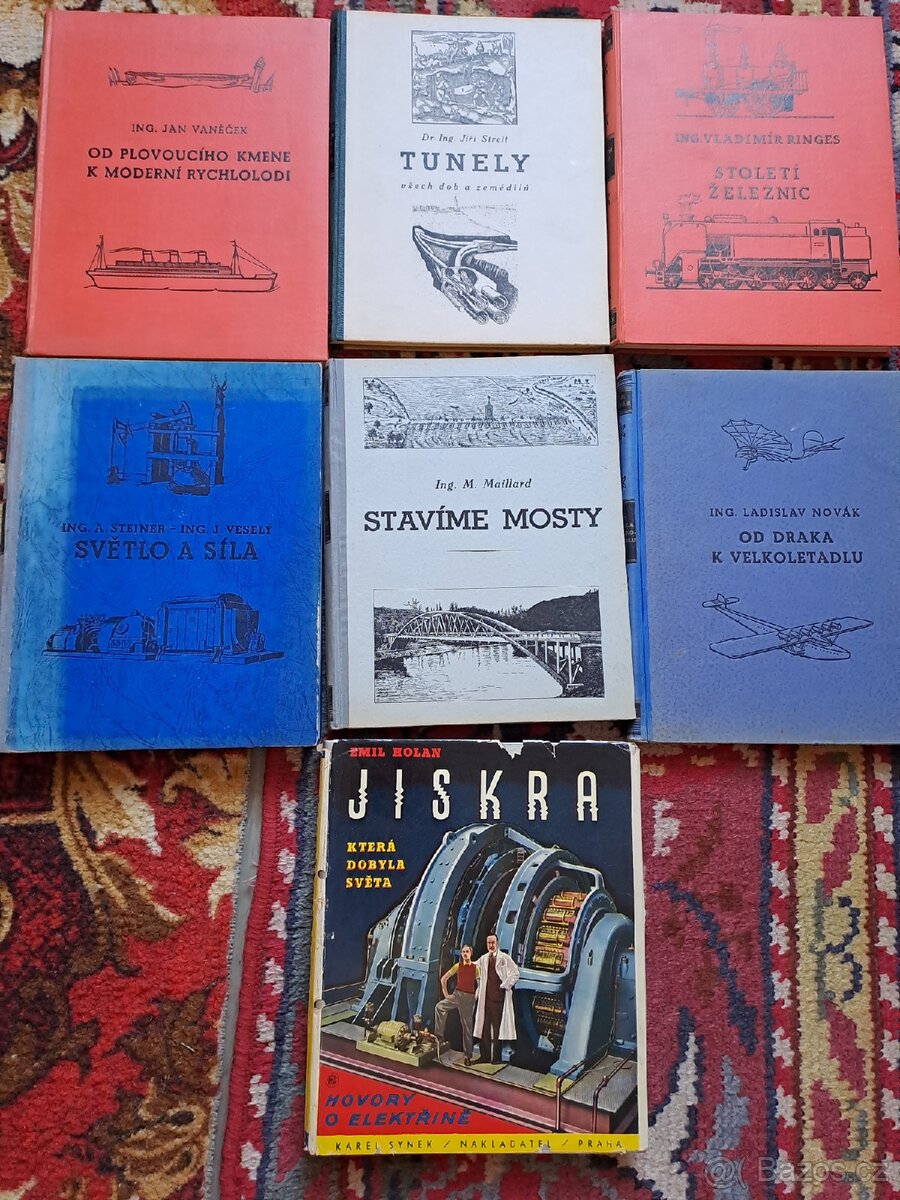 ING. JAN VANĚČEK
OD PLOVOUCÍHO KMENE
K MODERNÍ RYCHLOLODI
Dr. Ing. Jiří Streit
TUNELY
všech dob a zemědílů
ING. VLADIMÍR RINGES
STOLETÍ
ŽELEZNIC
ING. A. STEINER - ING. J. VESELÝ
SVĚTLO A SÍLA
Ing. M. Maillard
STAVÍME MOSTY
ING. LADISLAV NOVÁK
OD DRAKA
K VELKOLETADLU
EMIL HOLAN
JISKRA
KTERÁ
DOBYLA
SVĚTA
HOVORY
O ELEKTŘINĚ
KAREL SYNEK / NAKLADATEL / PRAHA
Bazos.cz